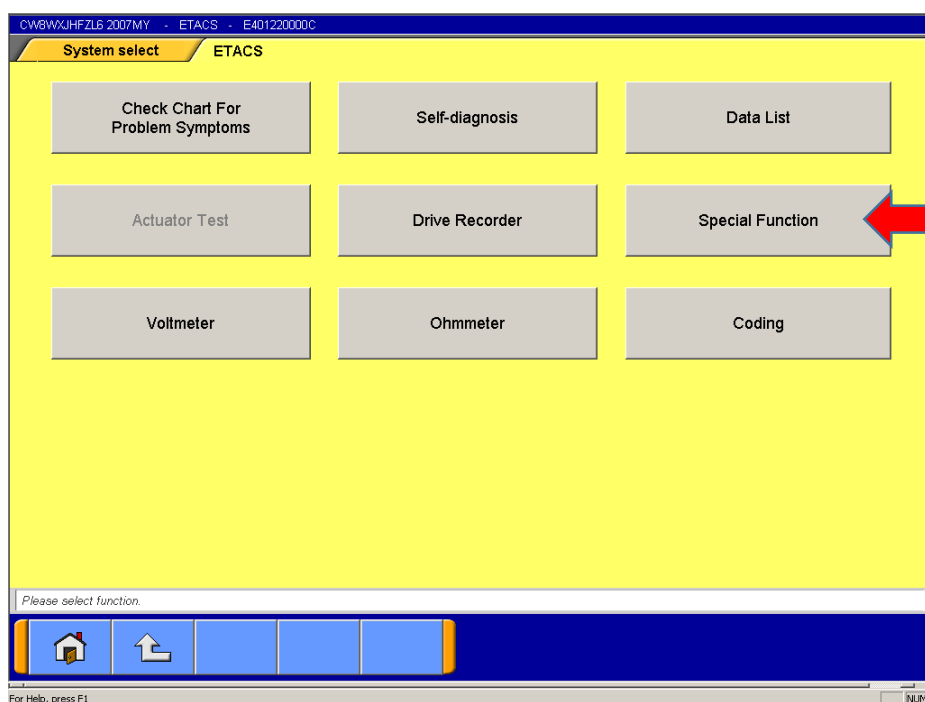 CW8WXJHFZL6 2007MY - ETACS - E401220000C
System select
ETACS
Check Chart For
Problem Symptoms
Self-diagnosis
Data List
Actuator Test
Drive Recorder
Special Function
Voltmeter
Ohmmeter
Coding
Please select function.
For Help, press F1
NUM